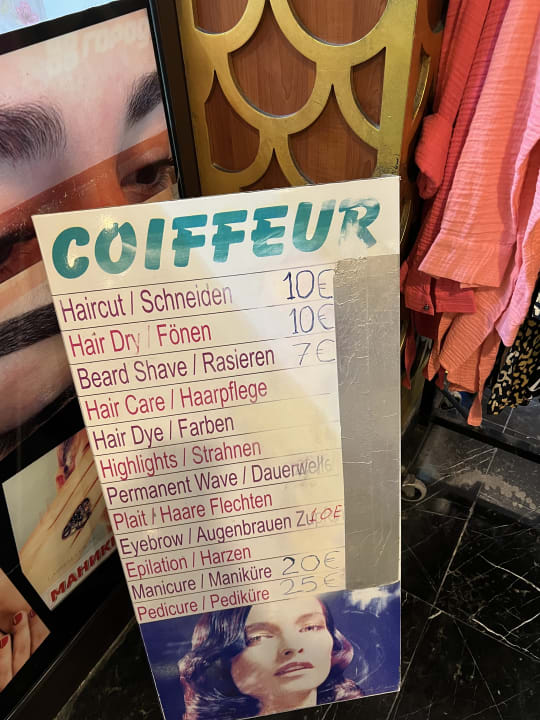 COIFFEUR
Haircut / Schneiden 10€
Hair Dry / Fönen 10€
Beard Shave / Rasieren 7€
Hair Care / Haarpflege
Hair Dye / Farben
Highlights / Strahnen
Permanent Wave / Dauerwelle
Plait / Haare Flechten
Eyebrow / Augenbrauen Zu 10€
Epilation / Harzen
Manicure / Maniküre 20€
Pedicure / Pediküre 25€